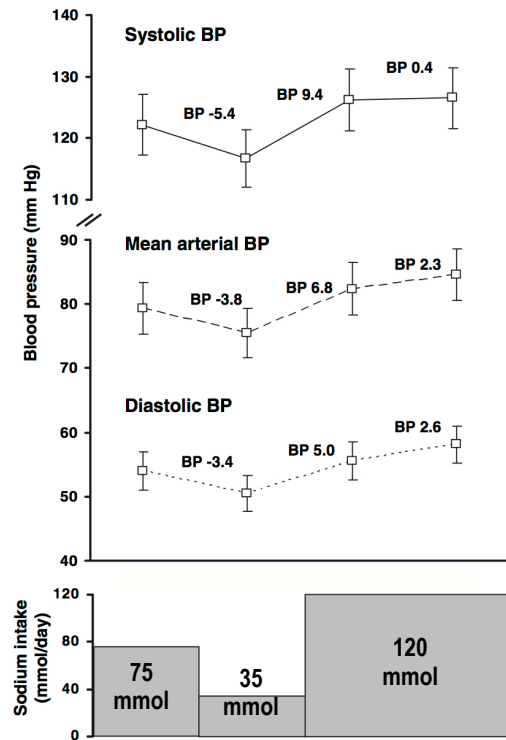 Systolic BP
140
130
120
110
BP -5.4
BP 9.4
BP 0.4
Blood pressure (mm Hg)
Mean arterial BP
90
80
70
BP -3.8
BP 6.8
BP 2.3
Diastolic BP
60
50
40
BP -3.4
BP 5.0
BP 2.6
Sodium intake
(mmol/day)
120
80
40
0
75
mmol
35
mmol
120
mmol